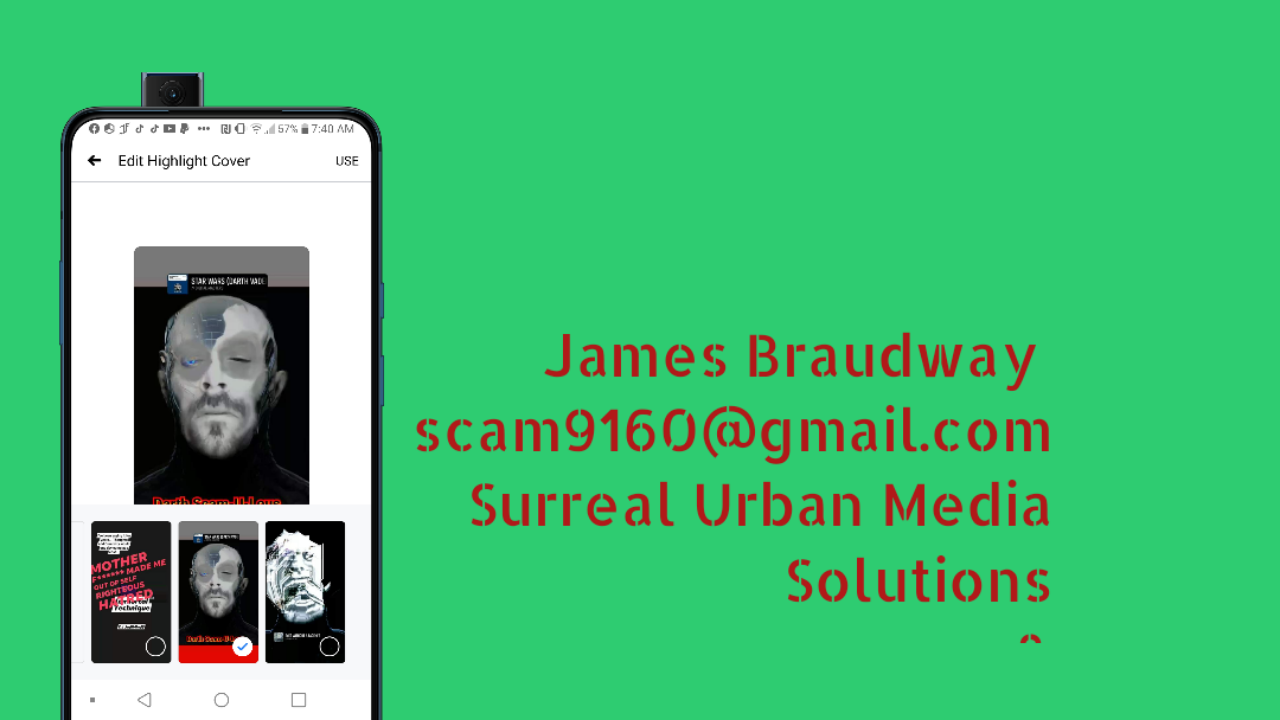 57% 7:40 AM
Edit Highlight Cover
USE
STAR WARS (DARTH VADE
Darth Scam-U-Lous
MOTHER
F****** MADE ME
OUT OF SELF
RIGHTEOUS
HATRED
Technique
James Braudway
scam9160@gmail.com
Surreal Urban Media
Solutions